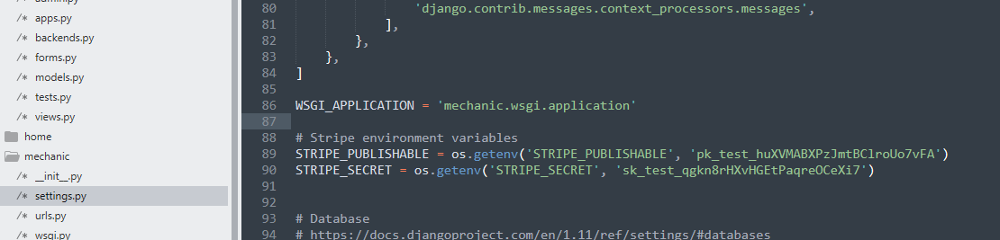 admin.py
/* apps.py
/* backends.py
/* forms.py
/* models.py
/* tests.py
/* views.py
home
mechanic
/* __init__.py
/* settings.py
/* urls.py
/* wsgi.py
80 'django.contrib.messages.context_processors.messages',
81 ],
82 },
83 },
84 ]
85
86 WSGI_APPLICATION = 'mechanic.wsgi.application'
87
88 # Stripe environment variables
89 STRIPE_PUBLISHABLE = os.getenv('STRIPE_PUBLISHABLE', 'pk_test_huXVMABXPzJmtBClroUo7vFA')
90 STRIPE_SECRET = os.getenv('STRIPE_SECRET', 'sk_test_qgkn8rHXvHGEtPaqreOCeXi7')
91
92
93 # Database
94 # https://docs.djangoproject.com/en/1.11/ref/settings/#databases